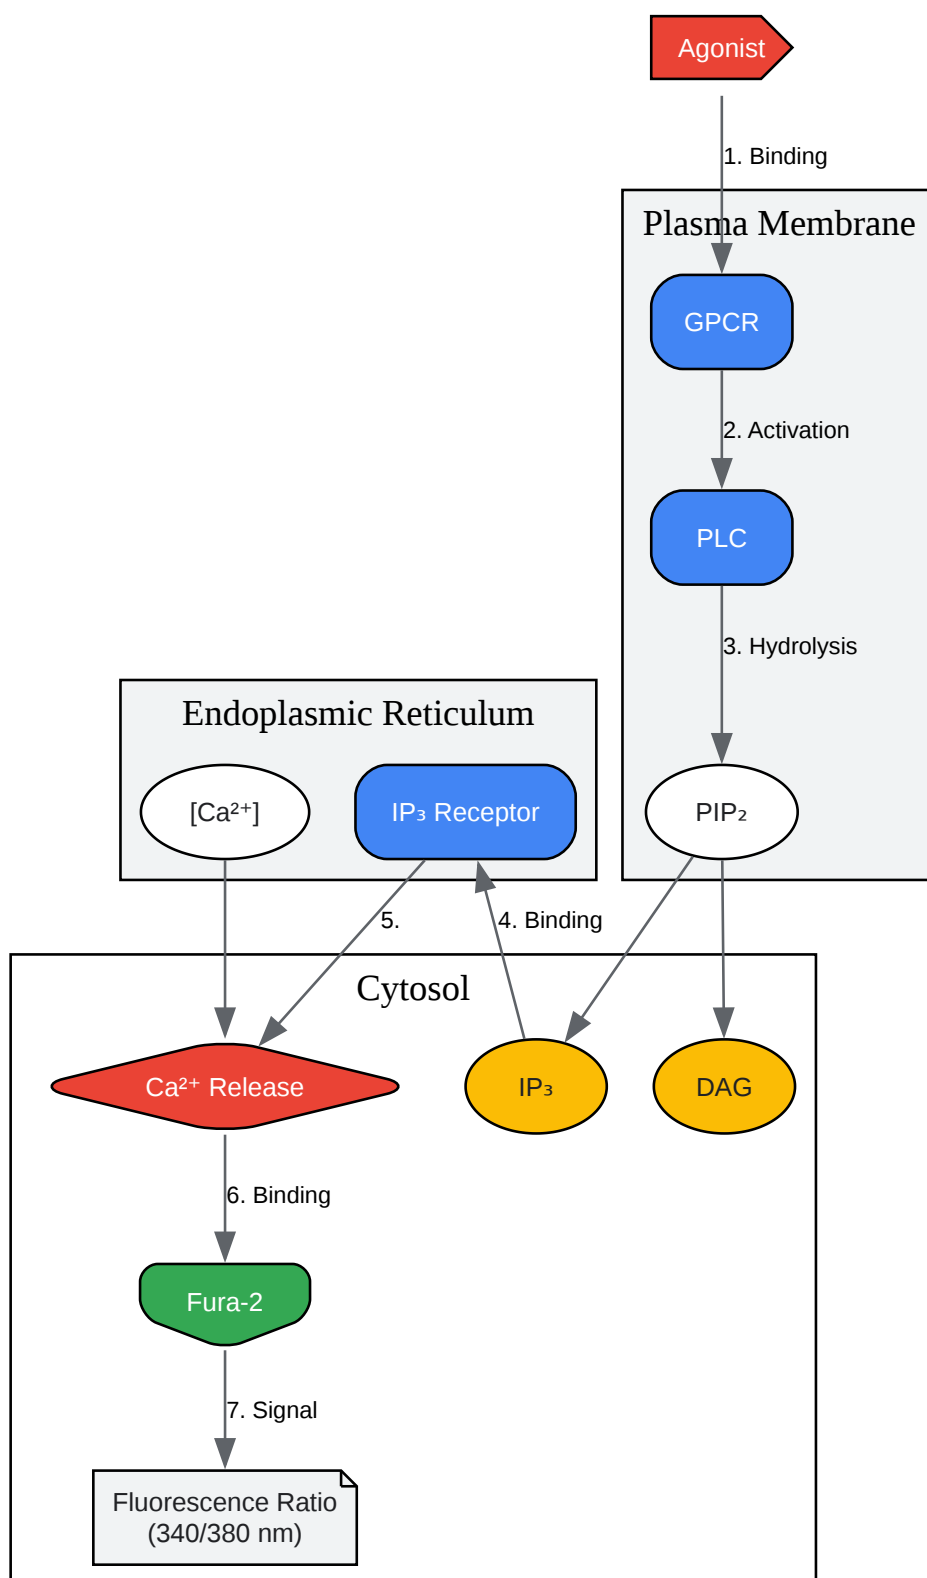 Agonist
1. Binding
Plasma Membrane
GPCR
2. Activation
PLC
3. Hydrolysis
Endoplasmic Reticulum
[Ca²⁺]
IP₃ Receptor
PIP₂
5.
4. Binding
Cytosol
Ca²⁺ Release
IP₃
DAG
6. Binding
Fura-2
7. Signal
Fluorescence Ratio
(340/380 nm)